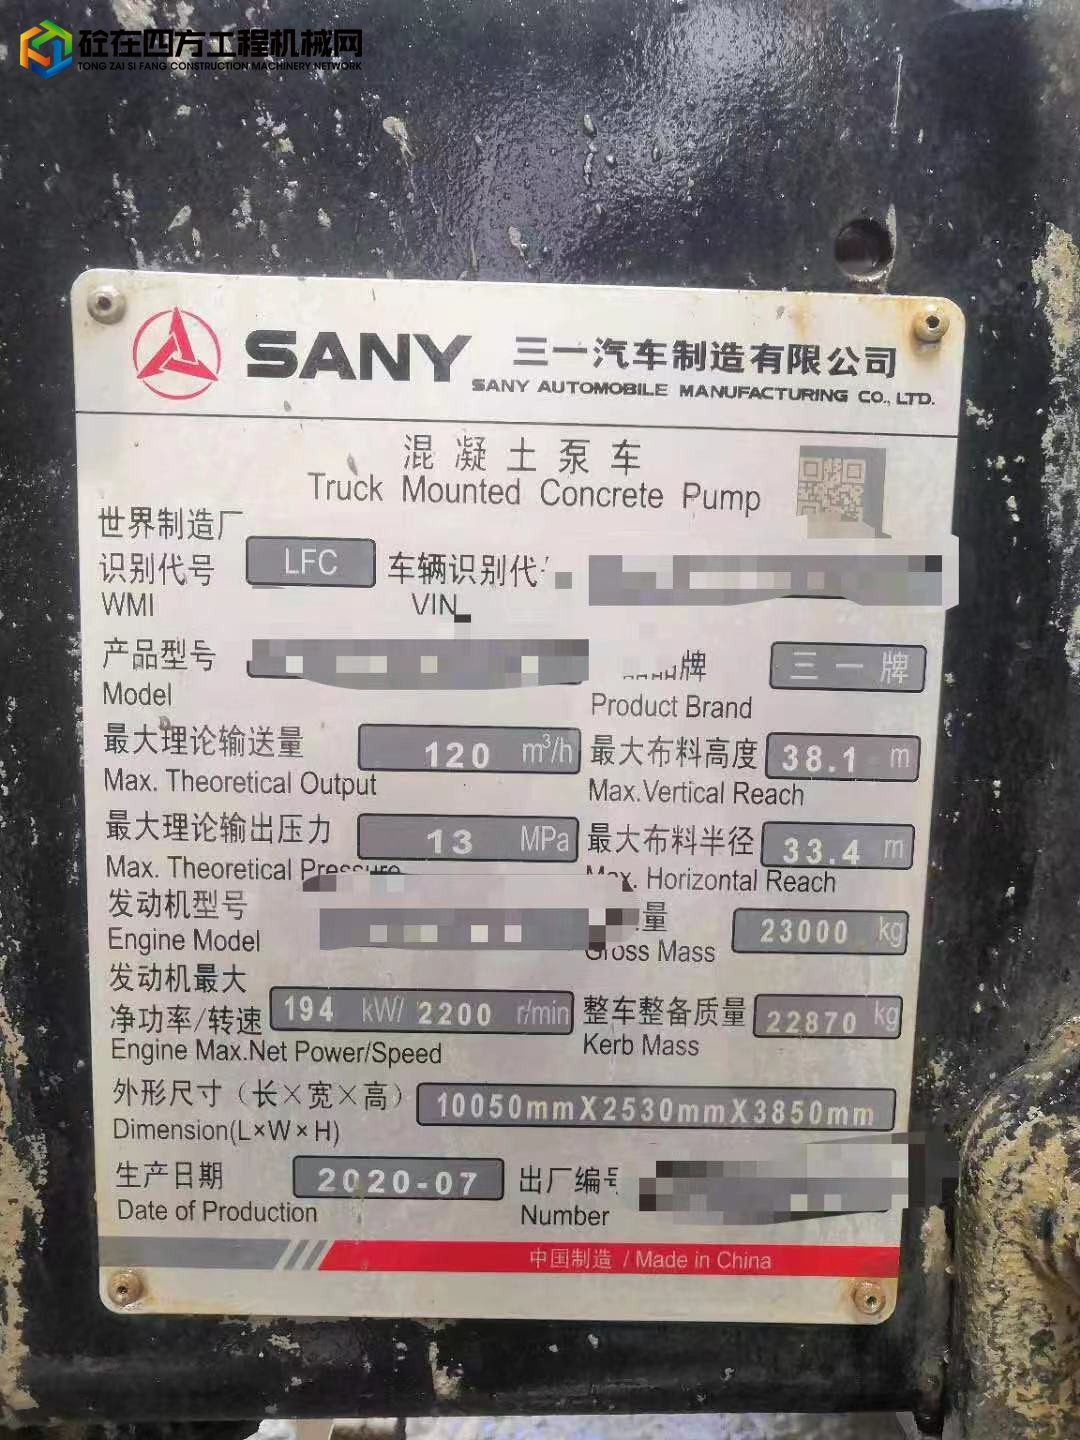 砼在四方工程机械网
TONG ZAI SI FANG CONSTRUCTION MACHINERY NETWORK
SANY 三一汽车制造有限公司
SANY AUTOMOBILE MANUFACTURING CO., LTD.
混凝土泵车
Truck Mounted Concrete Pump
世界制造厂
识别代号 LFC 车辆识别代
WMI VIN
产品型号 牌 三一牌
Model Product Brand
最大理论输送量 120 m³/h 最大布料高度 38.1 m
Max. Theoretical Output Max.Vertical Reach
最大理论输出压力 13 MPa 最大布料半径 33.4 m
Max. Theoretical Pressure Max. Horizontal Reach
发动机型号 量 23000 kg
Engine Model Gross Mass
发动机最大
净功率/转速 194 kW/ 2200 r/min 整车整备质量 22870 kg
Engine Max.Net Power/Speed Kerb Mass
外形尺寸（长×宽×高） 10050mmX2530mmX3850mm
Dimension(L×W×H)
生产日期 2020-07 出厂编号
Date of Production Number
中国制造 / Made in China